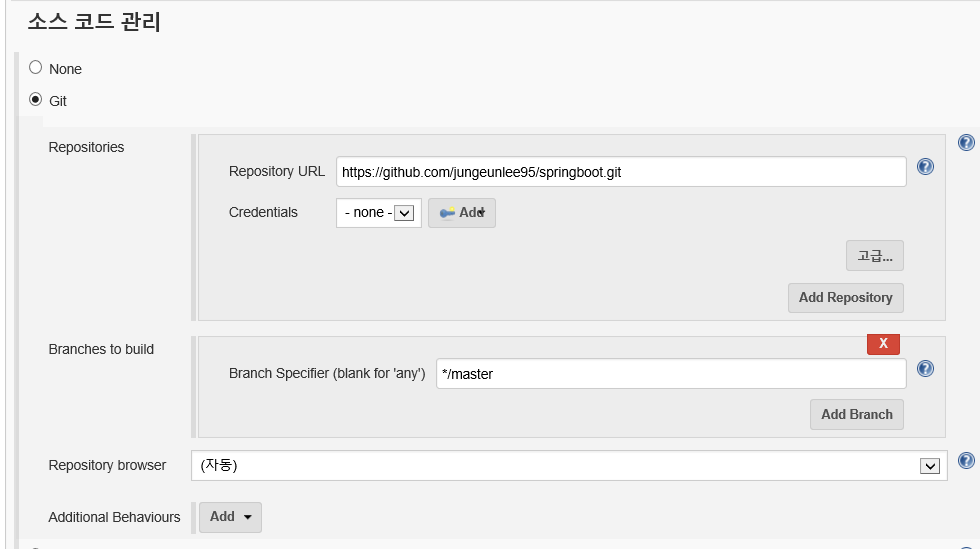 소스 코드 관리
None
Git
Repositories
Repository URL https://github.com/jungeunlee95/springboot.git
Credentials - none - Add
고급...
Add Repository
Branches to build
X
Branch Specifier (blank for 'any') */master
Add Branch
Repository browser (자동)
Additional Behaviours Add